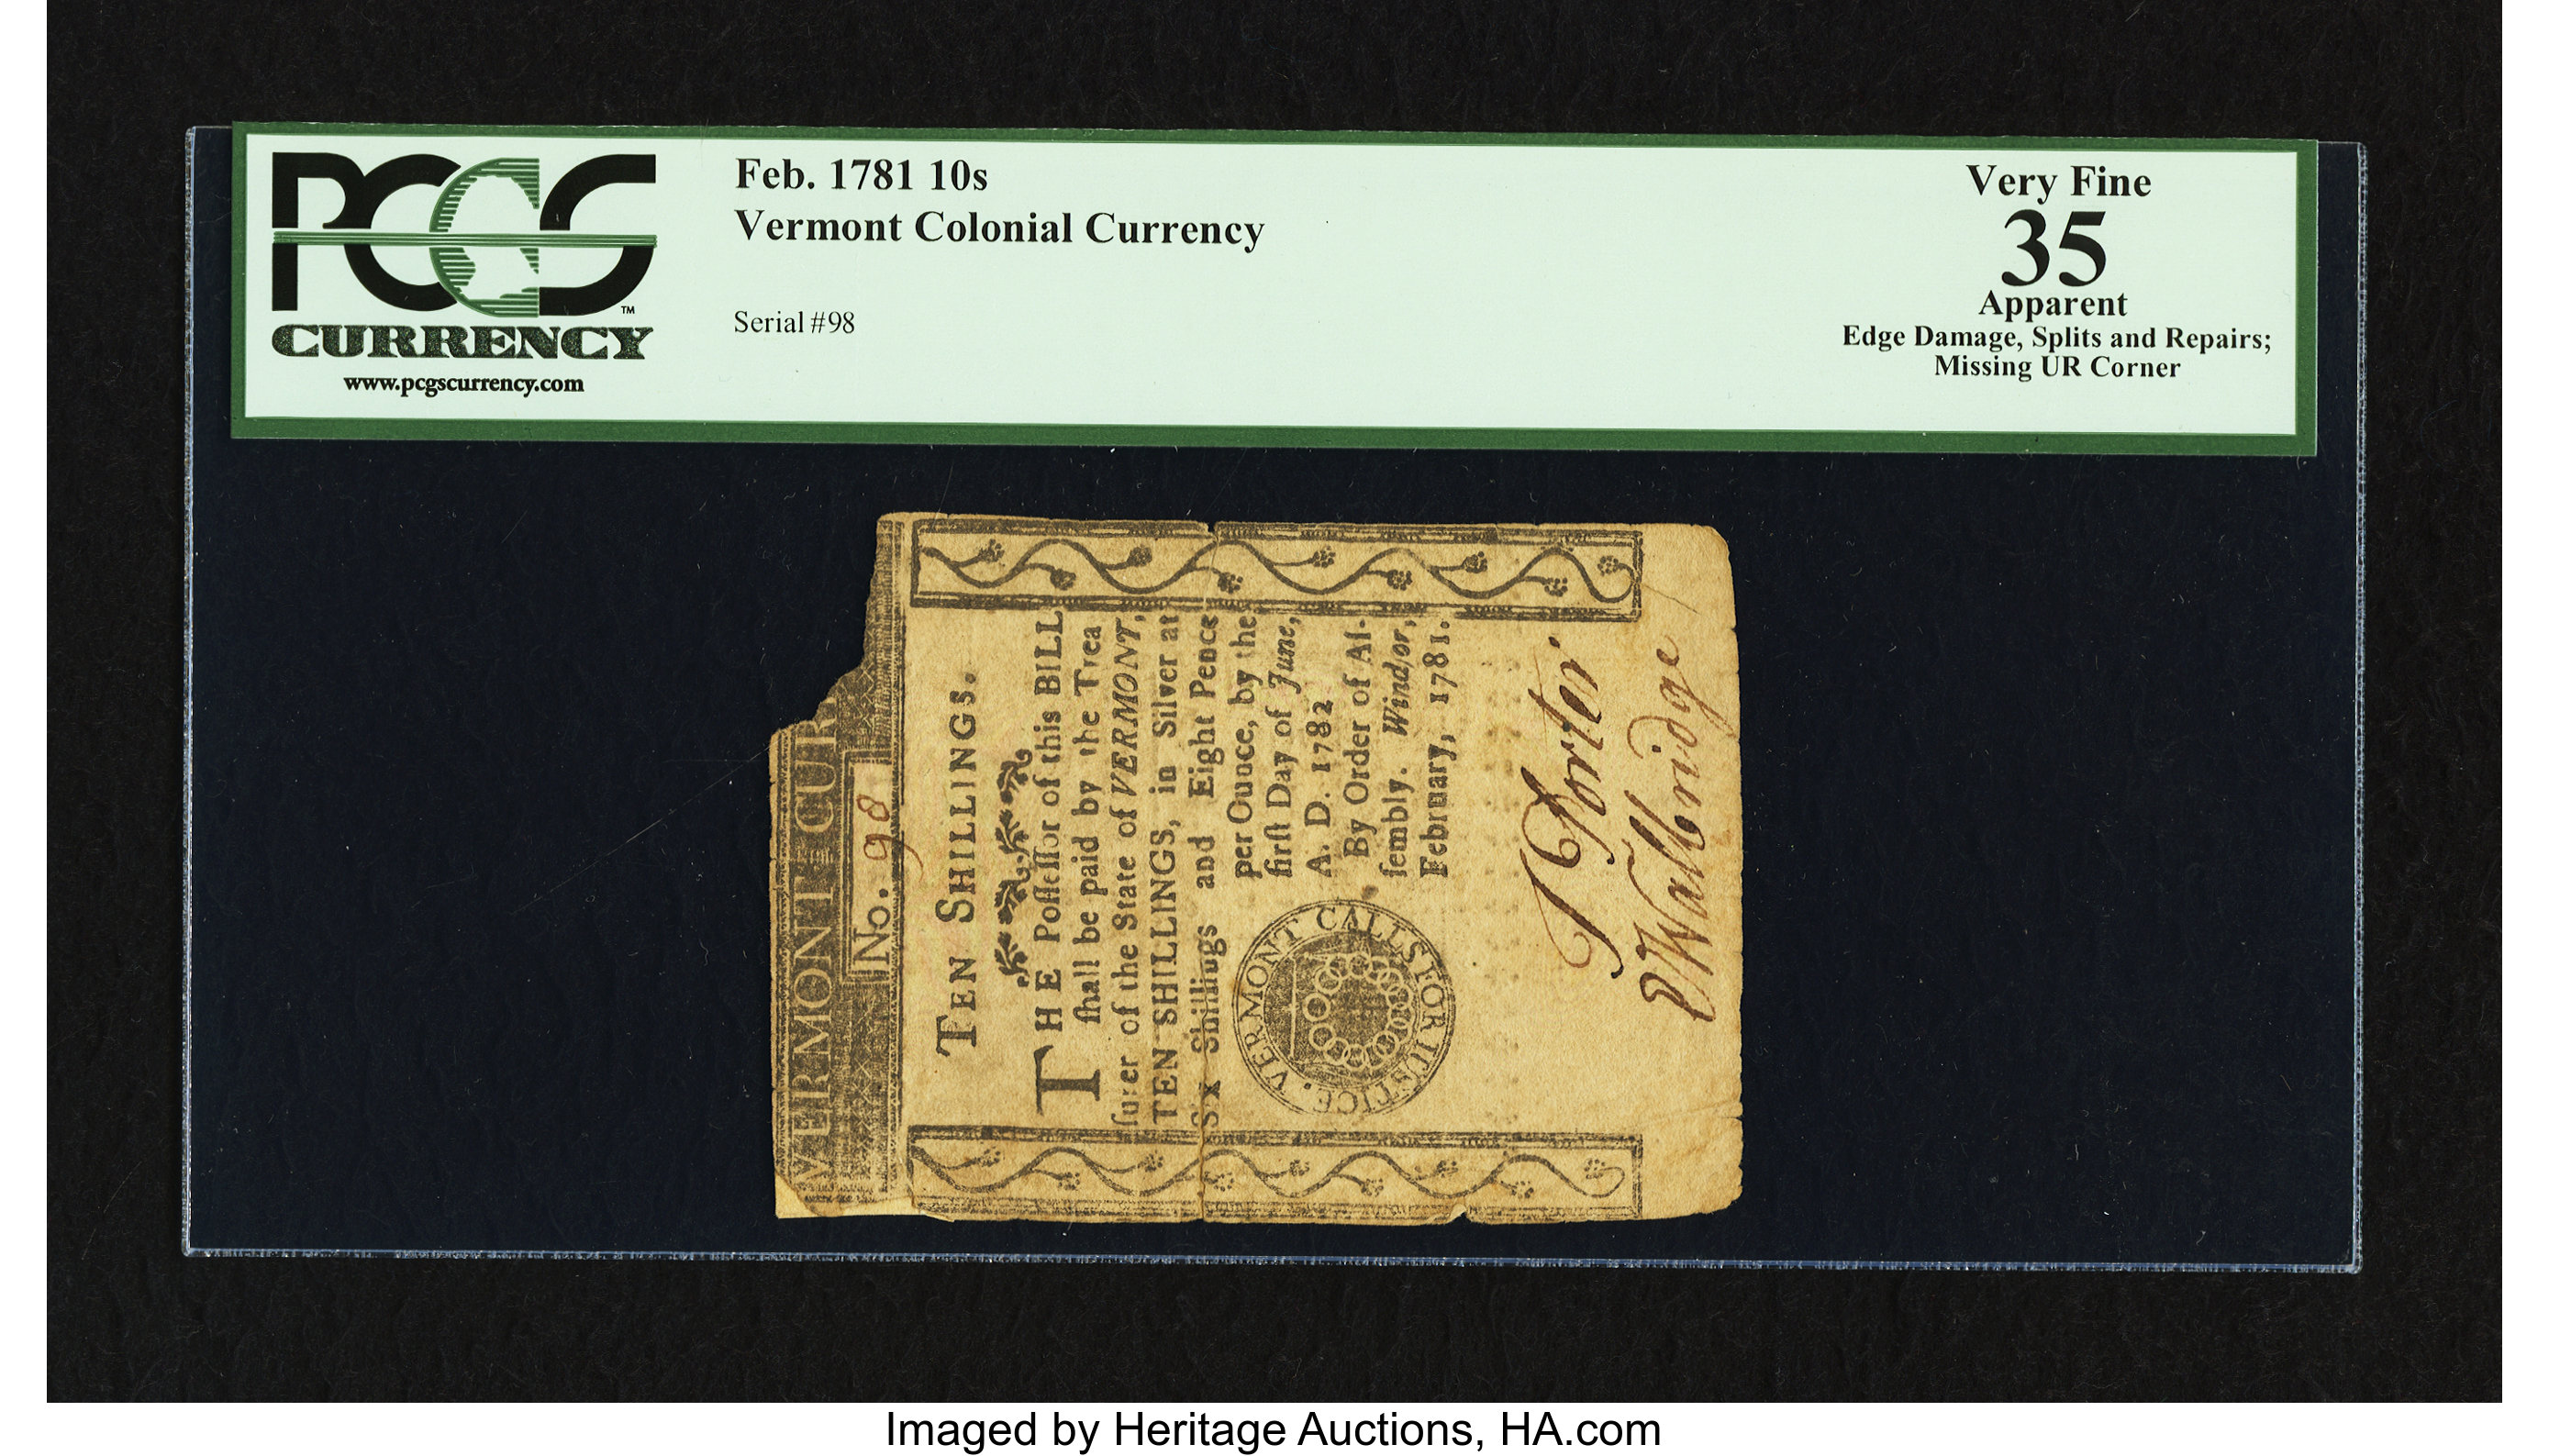 PCGS
™
CURRENCY
www.pcgscurrency.com
Feb. 1781 10s
Vermont Colonial Currency
Serial #98
Very Fine
35
Apparent
Edge Damage, Splits and Repairs;
Missing UR Corner
VERMONT CUR
No. 98
TEN SHILLINGS.
THE Poſſeſſor of this BILL
ſhall be paid by the Trea
ſurer of the State of VERMONT,
TEN SHILLINGS, in Silver at
S x Shillings and Eight Pence
per Ounce, by the
firſt Day of June,
A. D. 1782
By Order of Aſ-
ſembly. Windſor,
February, 1781.
VERMONT CALLS FOR JUSTICE.
T Porter
E Walbridge
Imaged by Heritage Auctions, HA.com